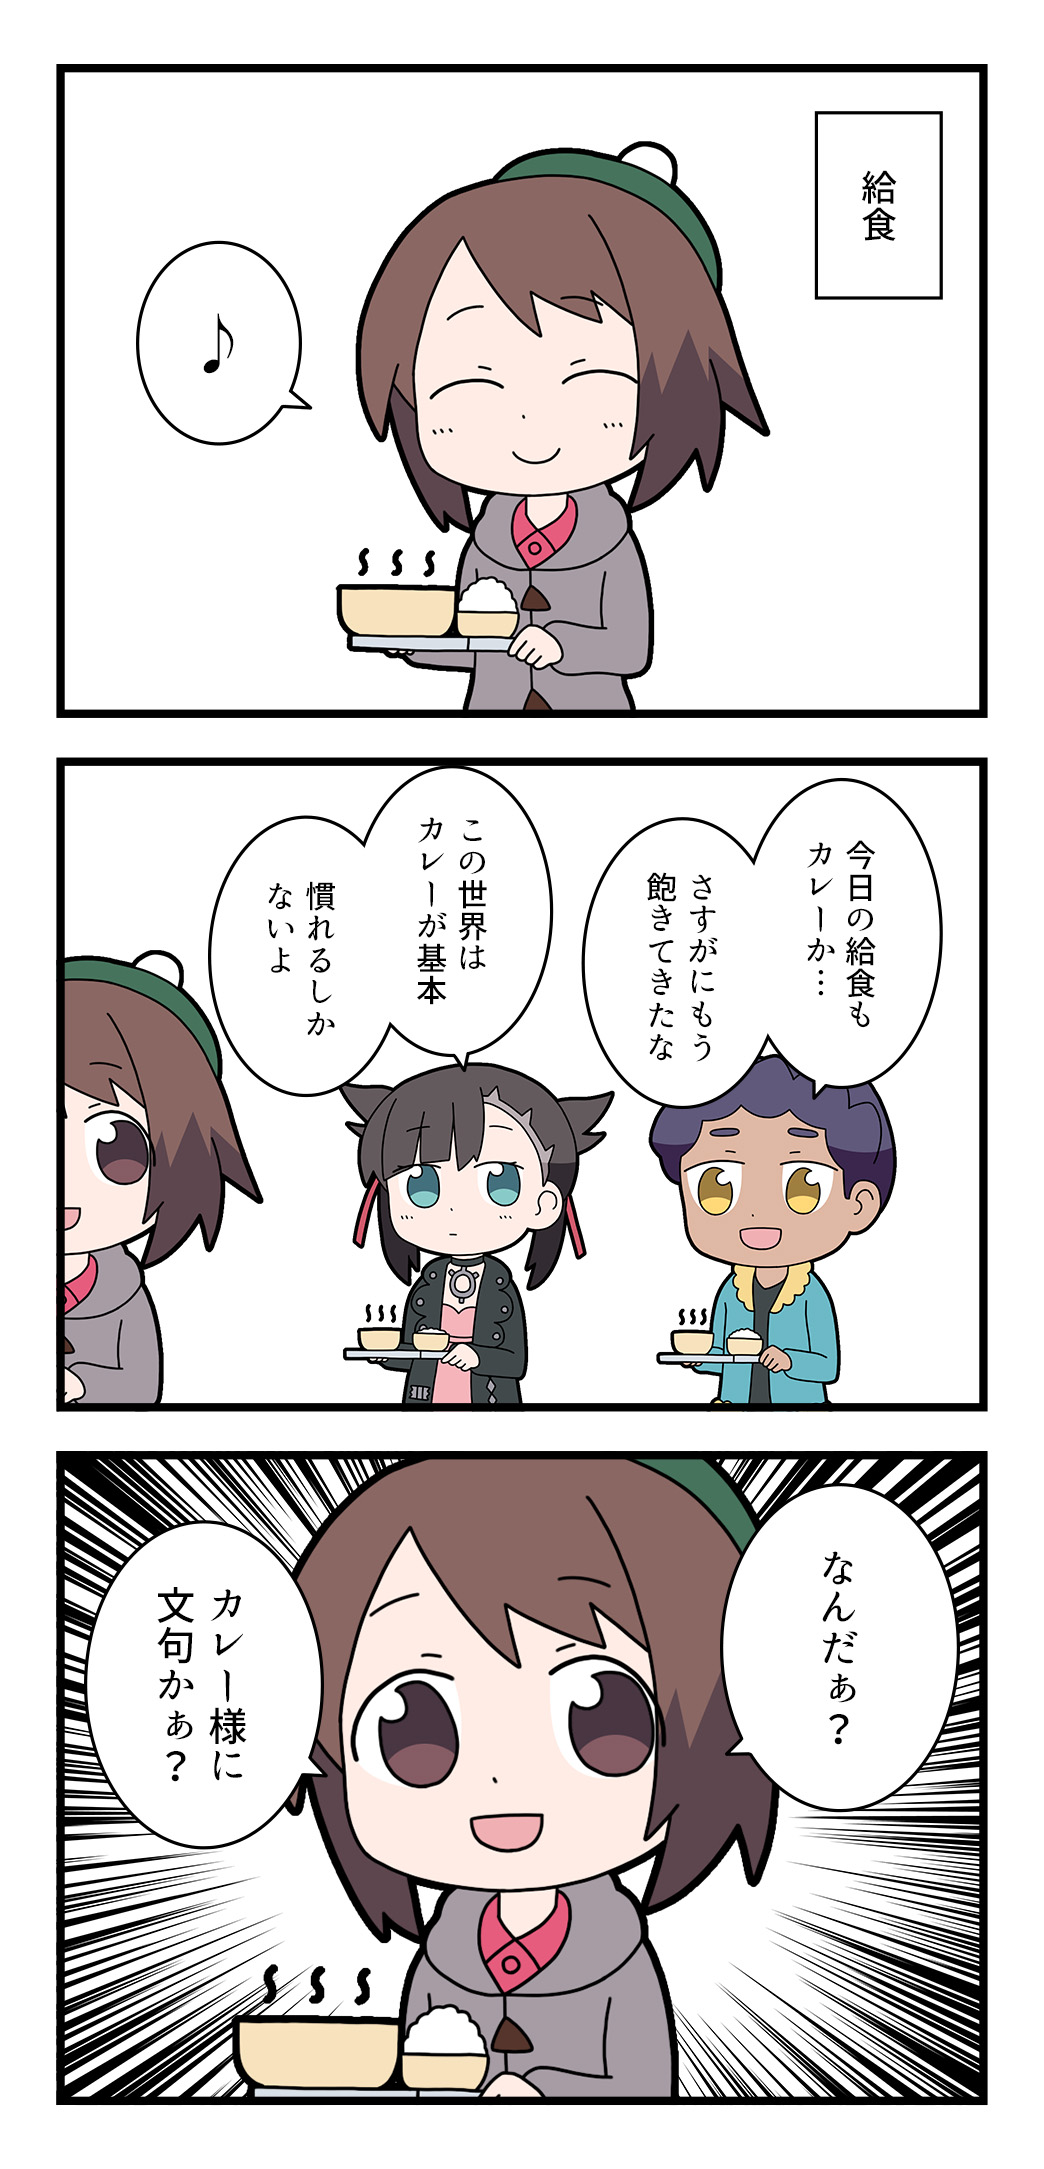 給食
♪
今日の給食も
カレーか…
さすがにもう
飽きてきたな
この世界は
カレーが基本
慣れるしか
ないよ
なんだぁ？
カレー様に
文句かぁ？